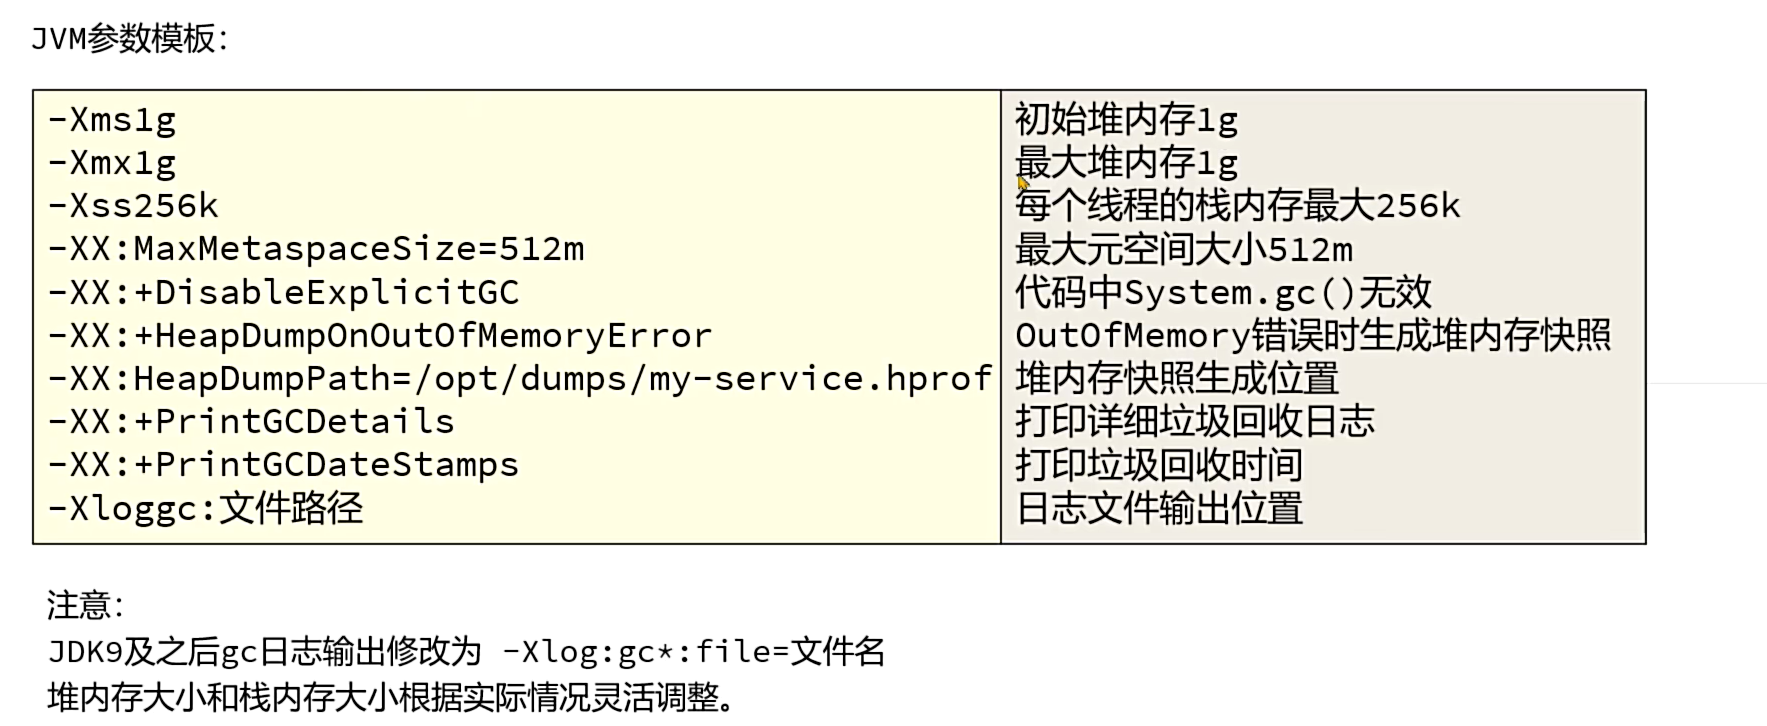 JVM参数模板:
-Xms1g 初始堆内存1g
-Xmx1g 最大堆内存1g
-Xss256k 每个线程的栈内存最大256k
-XX:MaxMetaspaceSize=512m 最大元空间大小512m
-XX:+DisableExplicitGC 代码中System.gc()无效
-XX:+HeapDumpOnOutOfMemoryError OutOfMemory错误时生成堆内存快照
-XX:HeapDumpPath=/opt/dumps/my-service.hprof 堆内存快照生成位置
-XX:+PrintGCDetails 打印详细垃圾回收日志
-XX:+PrintGCDateStamps 打印垃圾回收时间
-Xloggc:文件路径 日志文件输出位置
注意:
JDK9及之后gc日志输出修改为 -Xlog:gc*:file=文件名
堆内存大小和栈内存大小根据实际情况灵活调整。